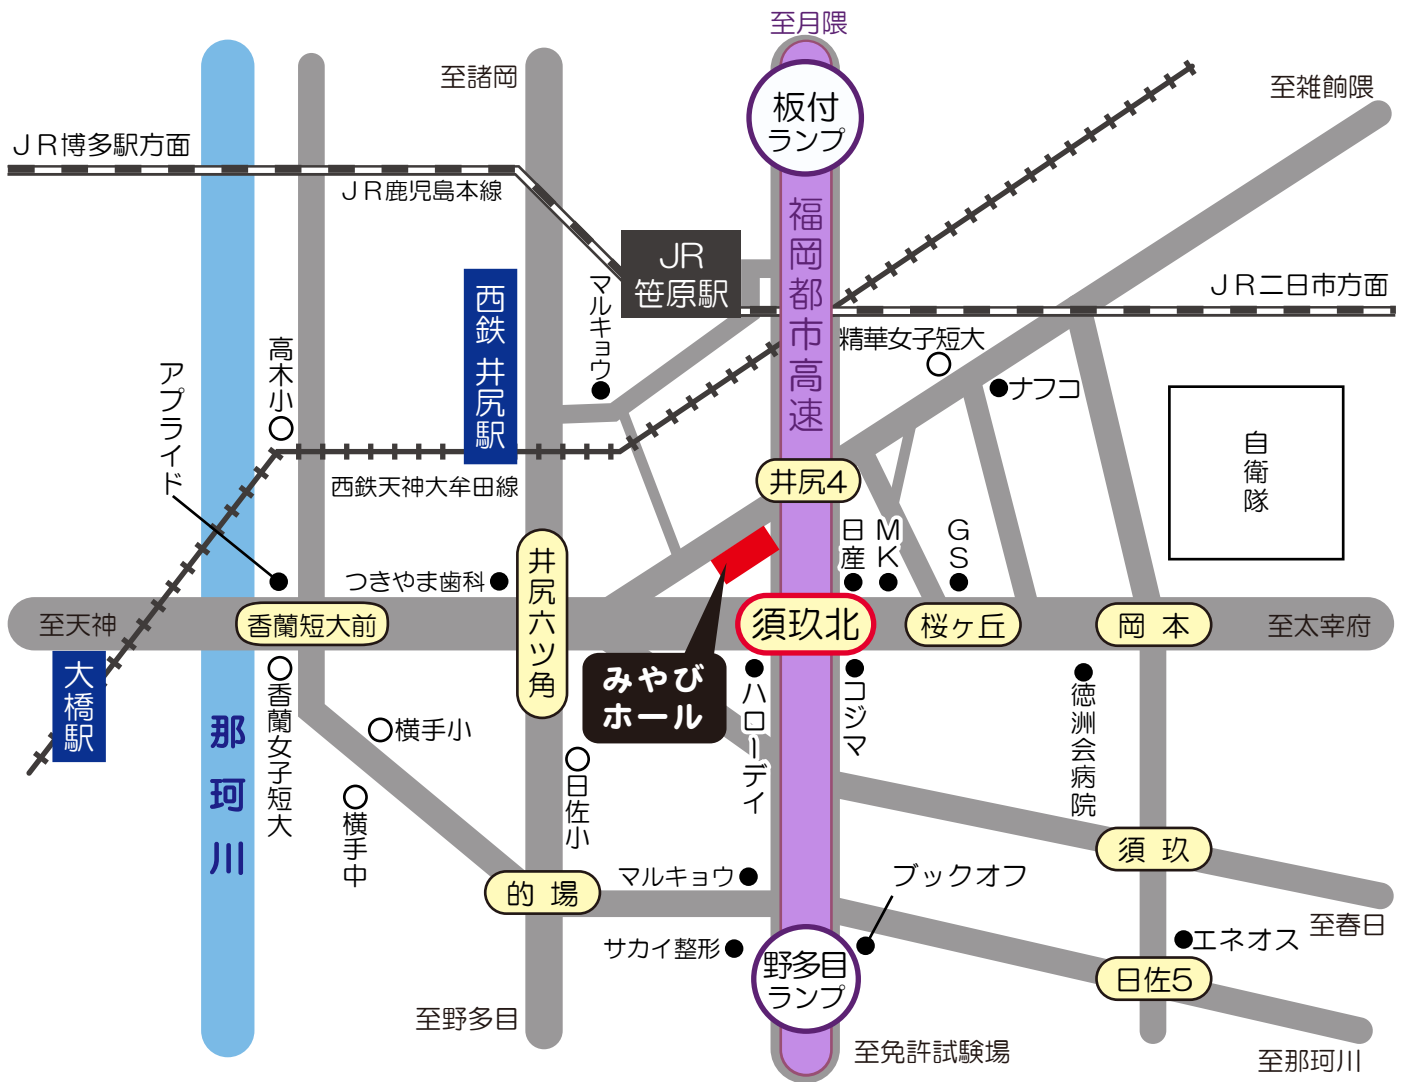 至月隈
至諸岡
板付
ランプ
至雑餉隈
JR博多駅方面
JR鹿児島本線
福岡都市高速
JR
笹原駅
マルキョウ
西鉄 井尻駅
JR二日市方面
精華女子短大
高木小
アプライド
ナフコ
西鉄天神大牟田線
井尻4
自衛隊
日産
MK
GS
つきやま歯科
井尻六ツ角
至天神
香蘭短大前
須玖北
桜ヶ丘
岡本
至太宰府
大橋駅
みやび
ホール
香蘭女子短大
横手小
横手中
那珂川
日佐小
ハローデイ
コジマ
徳洲会病院
須玖
的場
マルキョウ
ブックオフ
至春日
サカイ整形
野多目
ランプ
エネオス
日佐5
至野多目
至免許試験場
至那珂川